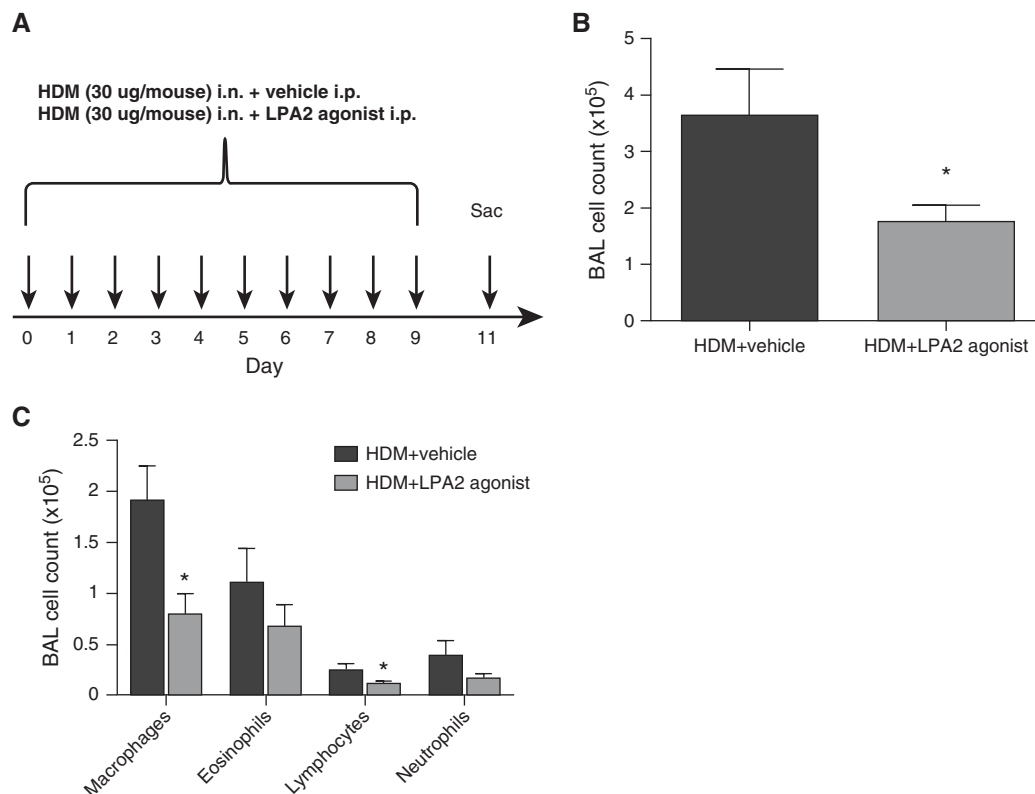 A
HDM (30 ug/mouse) i.n. + vehicle i.p.
HDM (30 ug/mouse) i.n. + LPA2 agonist i.p.
Sac
0 1 2 3 4 5 6 7 8 9 11
Day
B
BAL cell count (x10⁵)
5
4
3
2
1
0
*
HDM+vehicle HDM+LPA2 agonist
C
BAL cell count (x10⁵)
2.5
2
1.5
1
0.5
0
HDM+vehicle
HDM+LPA2 agonist
*
*
Macrophages
Eosinophils
Lymphocytes
Neutrophils